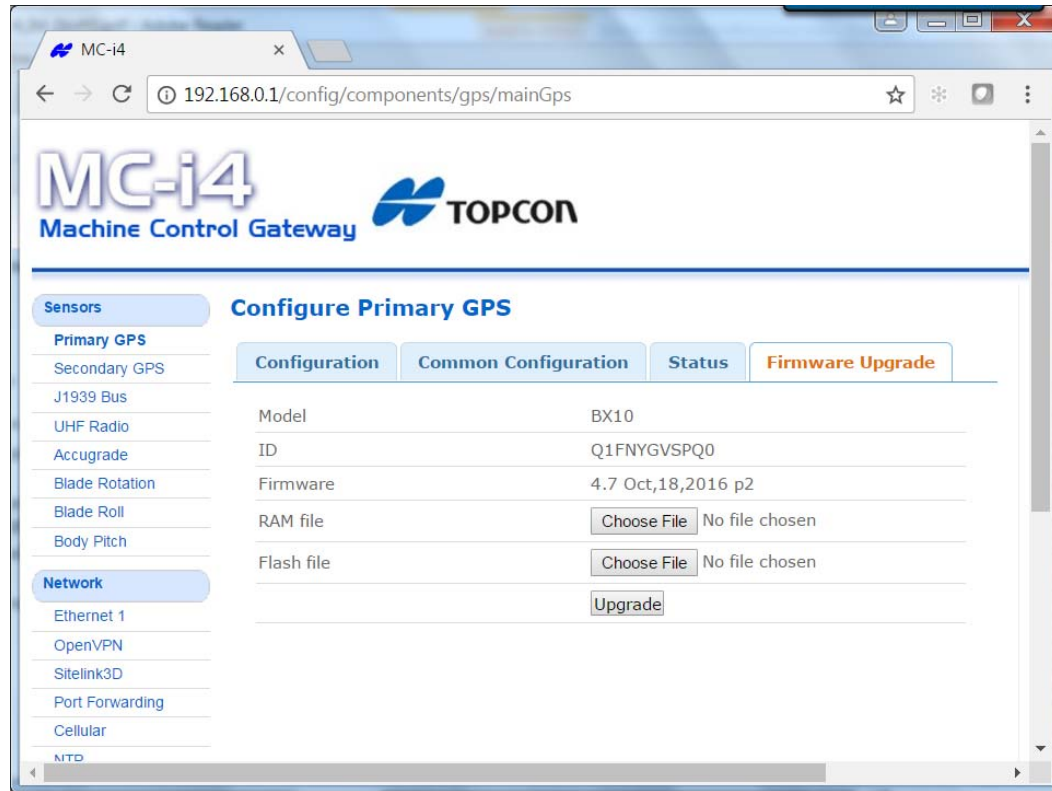 MC-i4
192.168.0.1/config/components/gps/mainGps
MC-i4
Machine Control Gateway
TOPCON
Sensors
Primary GPS
Secondary GPS
J1939 Bus
UHF Radio
Accugrade
Blade Rotation
Blade Roll
Body Pitch
Network
Ethernet 1
OpenVPN
Sitelink3D
Port Forwarding
Cellular
NTP
Configure Primary GPS
Configuration Common Configuration Status Firmware Upgrade
Model BX10
ID Q1FNYGVSPQ0
Firmware 4.7 Oct,18,2016 p2
RAM file Choose File No file chosen
Flash file Choose File No file chosen
Upgrade